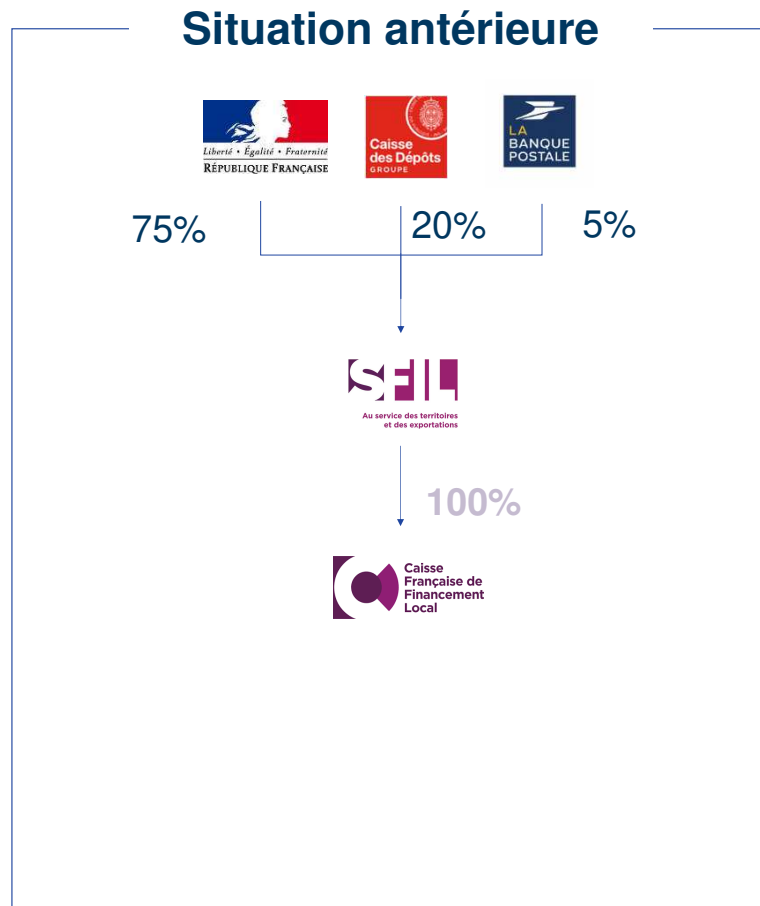 Situation antérieure
Liberté • Égalité • Fraternité
RÉPUBLIQUE FRANÇAISE
Caisse
des Dépôts
GROUPE
LA
BANQUE
POSTALE
75%
20%
5%
SFIL
Au service des territoires
et des exportations
100%
Caisse
Française de
Financement
Local